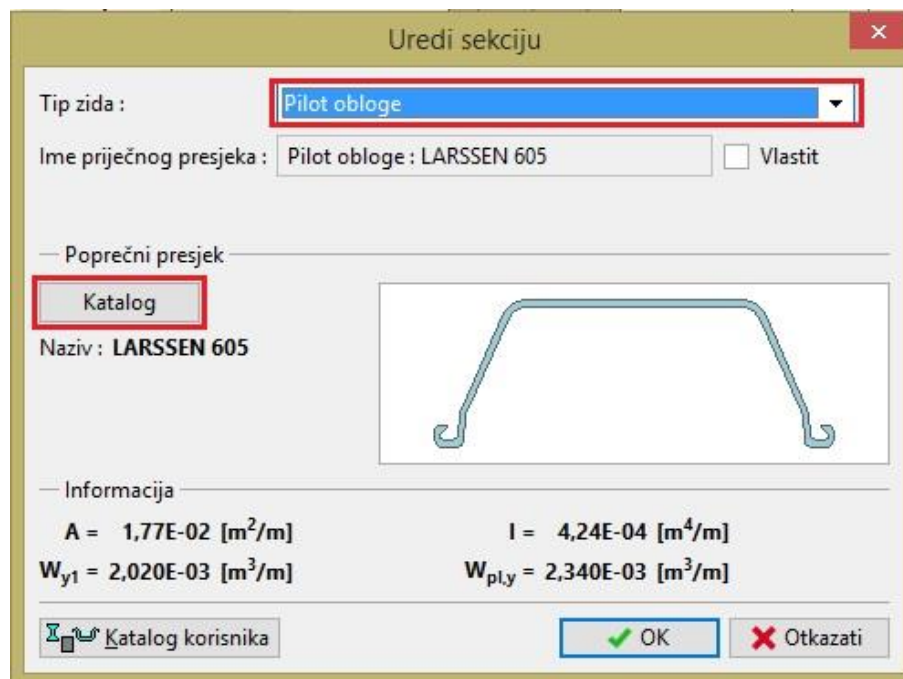 Uredi sekciju
Tip zida : Pilot obloge
Ime priječnog presjeka : Pilot obloge : LARSSEN 605 Vlastit
Poprečni presjek
Katalog
Naziv : LARSSEN 605
Informacija
A = 1,77E-02 [m²/m] I = 4,24E-04 [m⁴/m]
Wy1 = 2,020E-03 [m³/m] Wpl,y = 2,340E-03 [m³/m]
Katalog korisnika OK Otkazati